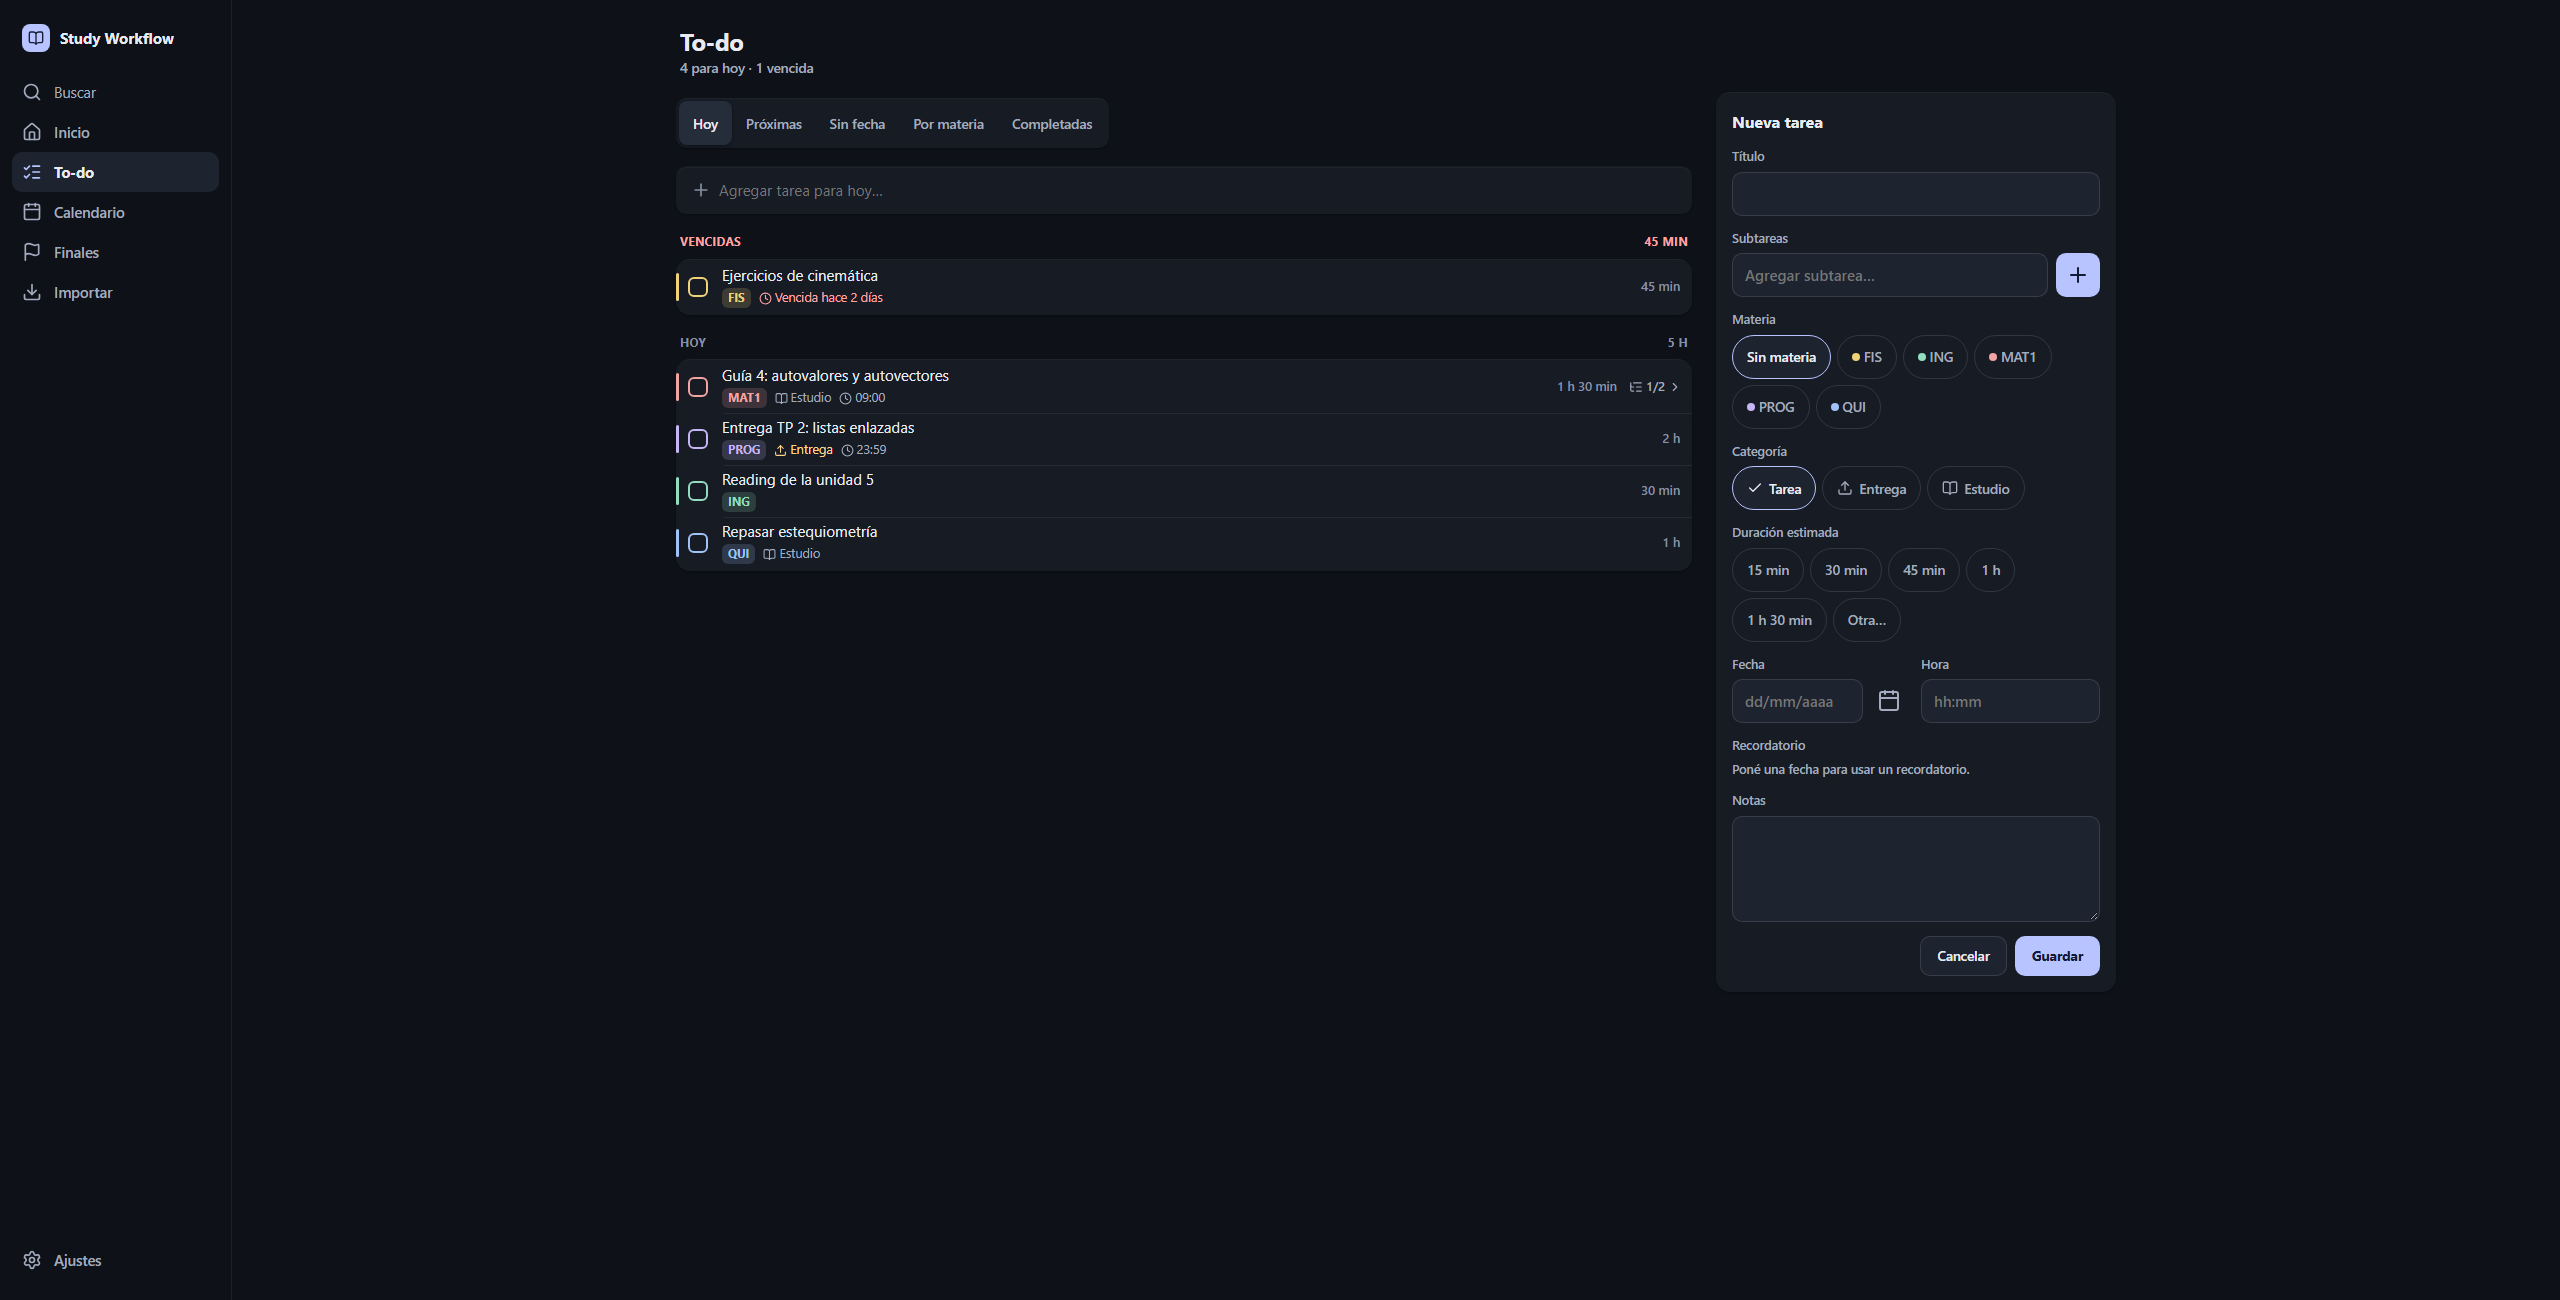 Study Workflow
Buscar
Inicio
To-do
Calendario
Finales
Importar
Ajustes
To-do
4 para hoy · 1 vencida
Hoy Próximas Sin fecha Por materia Completadas
Agregar tarea para hoy...
VENCIDAS 45 MIN
Ejercicios de cinemática
FIS Vencida hace 2 días 45 min
HOY 5 H
Guía 4: autovalores y autovectores
MAT1 Estudio 09:00 1 h 30 min 1/2
Entrega TP 2: listas enlazadas
PROG Entrega 23:59 2 h
Reading de la unidad 5
ING 30 min
Repasar estequiometría
QUI Estudio 1 h
Nueva tarea
Título
Subtareas
Agregar subtarea...
Materia
Sin materia FIS ING MAT1
PROG QUI
Categoría
Tarea Entrega Estudio
Duración estimada
15 min 30 min 45 min 1 h
1 h 30 min Otra...
Fecha Hora
dd/mm/aaaa hh:mm
Recordatorio
Poné una fecha para usar un recordatorio.
Notas
Cancelar Guardar